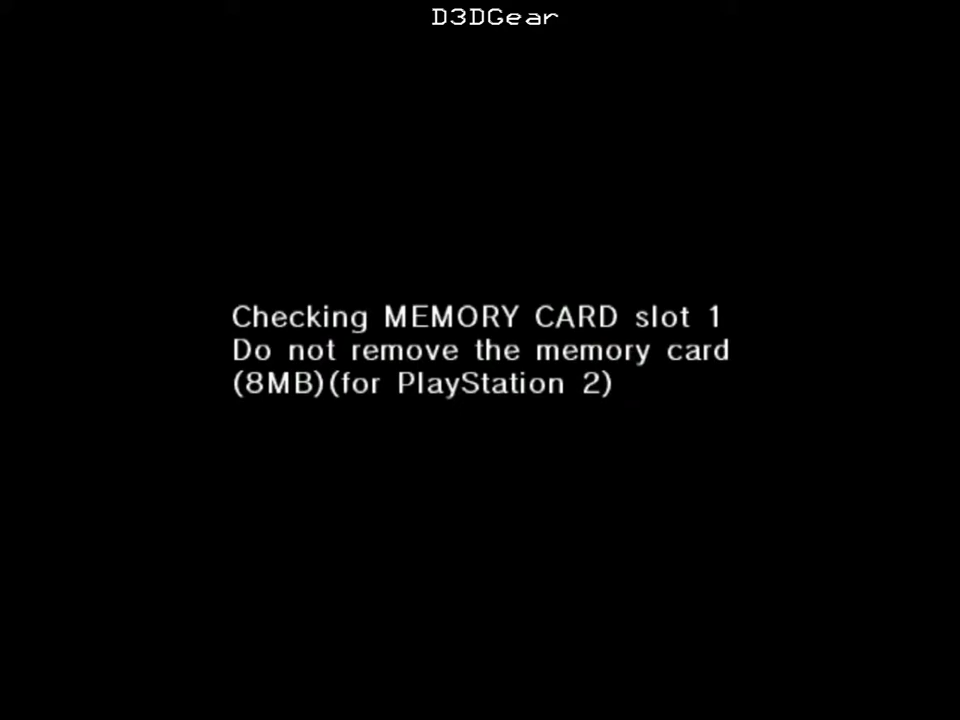 D3DGear
Checking MEMORY CARD slot 1
Do not remove the memory card
(8MB)(for PlayStation 2)